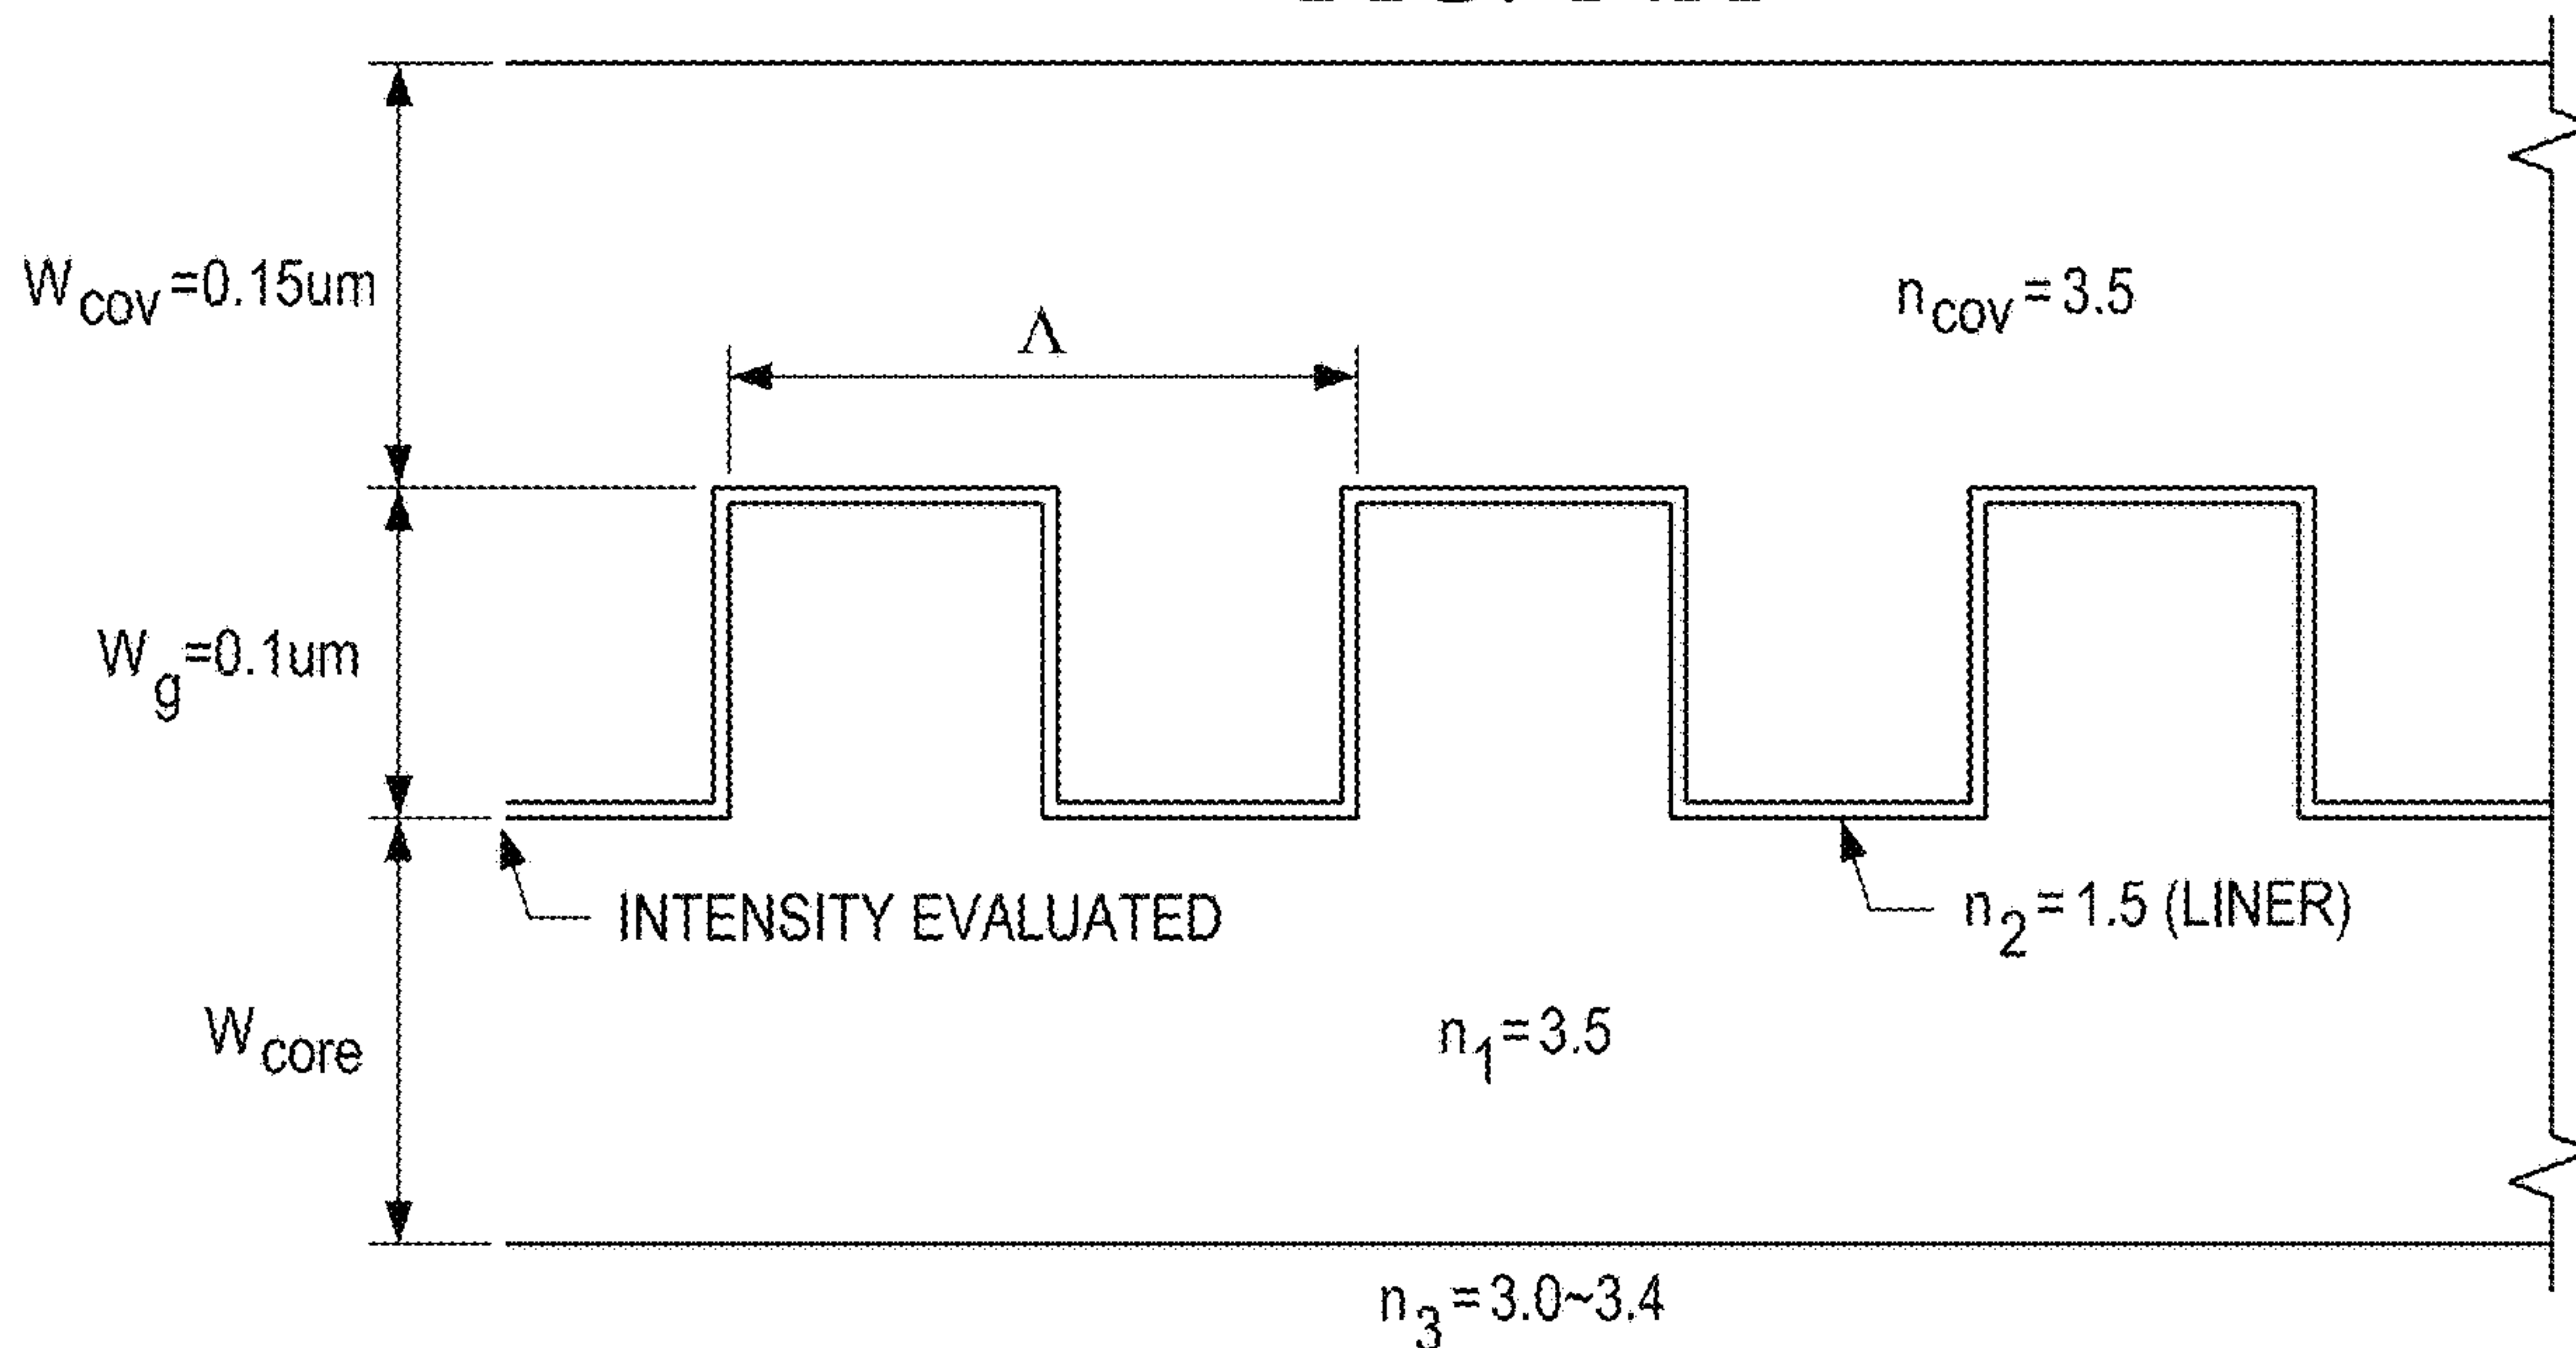 W_cov=0.15um
n_cov=3.5
Λ
W_g=0.1um
INTENSITY EVALUATED
n_2=1.5 (LINER)
W_core
n_1=3.5
n_3=3.0~3.4